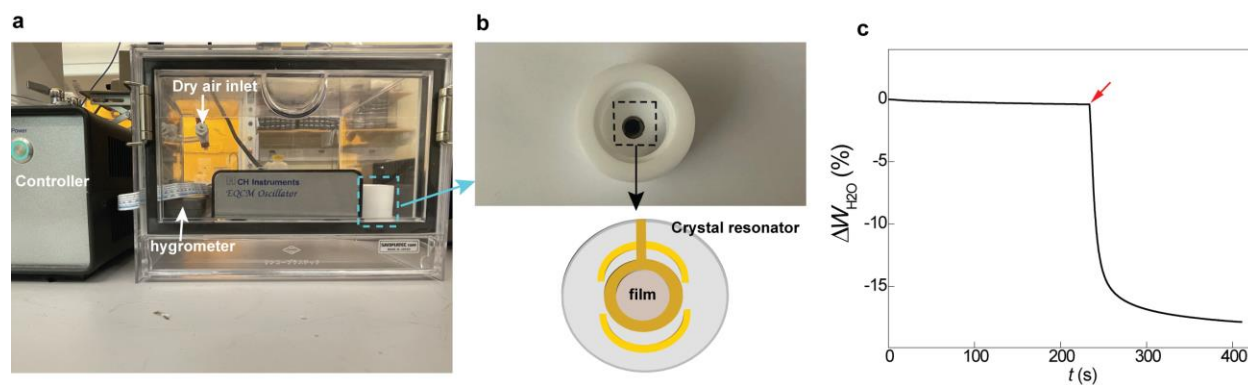 a
Power
Dry air inlet
Controller
CH Instruments
EQCM Oscillator
hygrometer
b
Crystal resonator
film
c
ΔW_H2O (%)
0
-5
-10
-15
0
100
200
300
400
t (s)